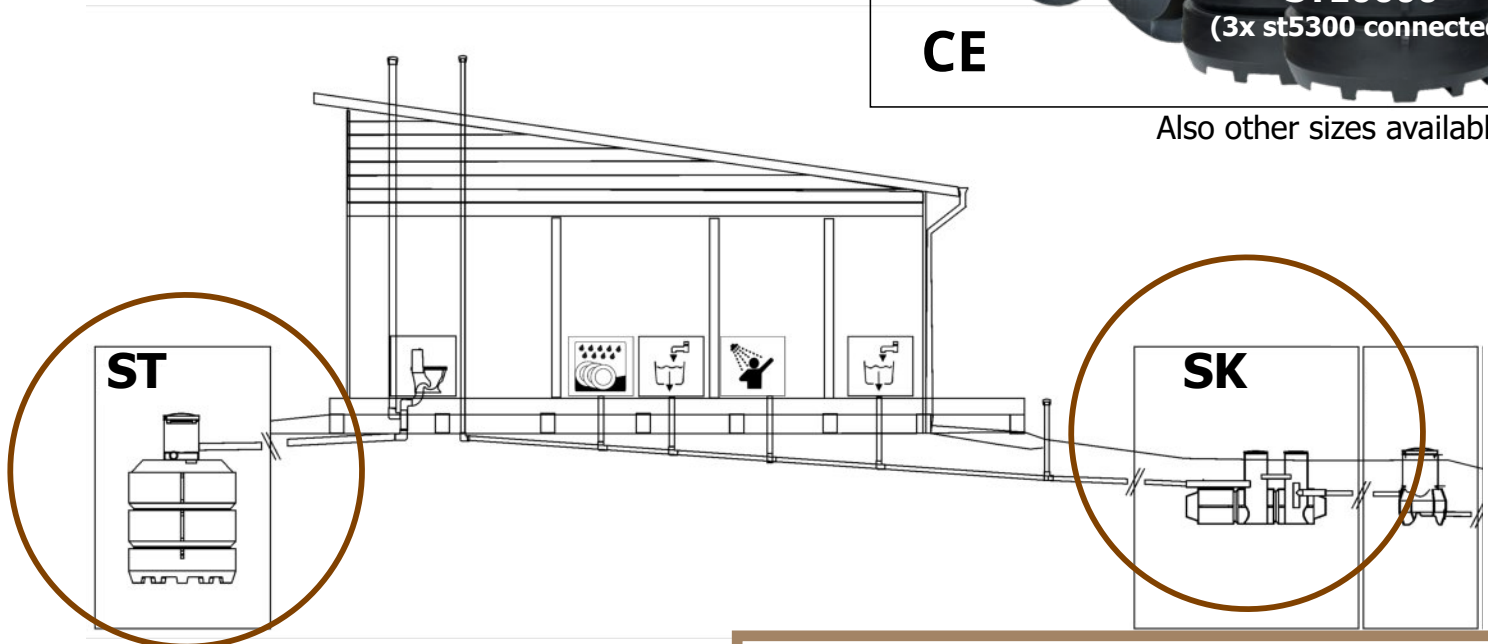 (3x st5300 connected
CE
Also other sizes availabl
ST
SK